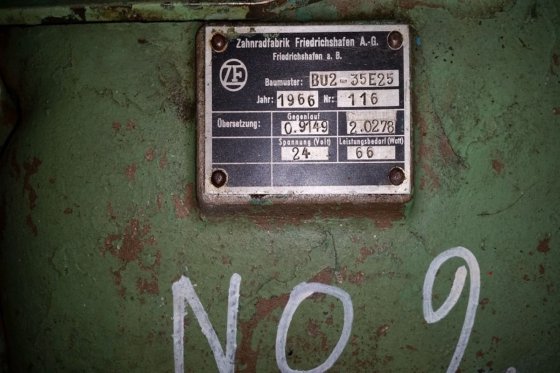 Zahnradfabrik Friedrichshafen A.-G.
Friedrichshafen a. B.
ZF
Baumuster: BU2-35E25
Jahr: 1966 Nr: 116
Gegenlauf
Übersetzung: 0.9149 2.0278
Spannung (Volt) Leistungsbedarf (Watt)
24 66
NO 2